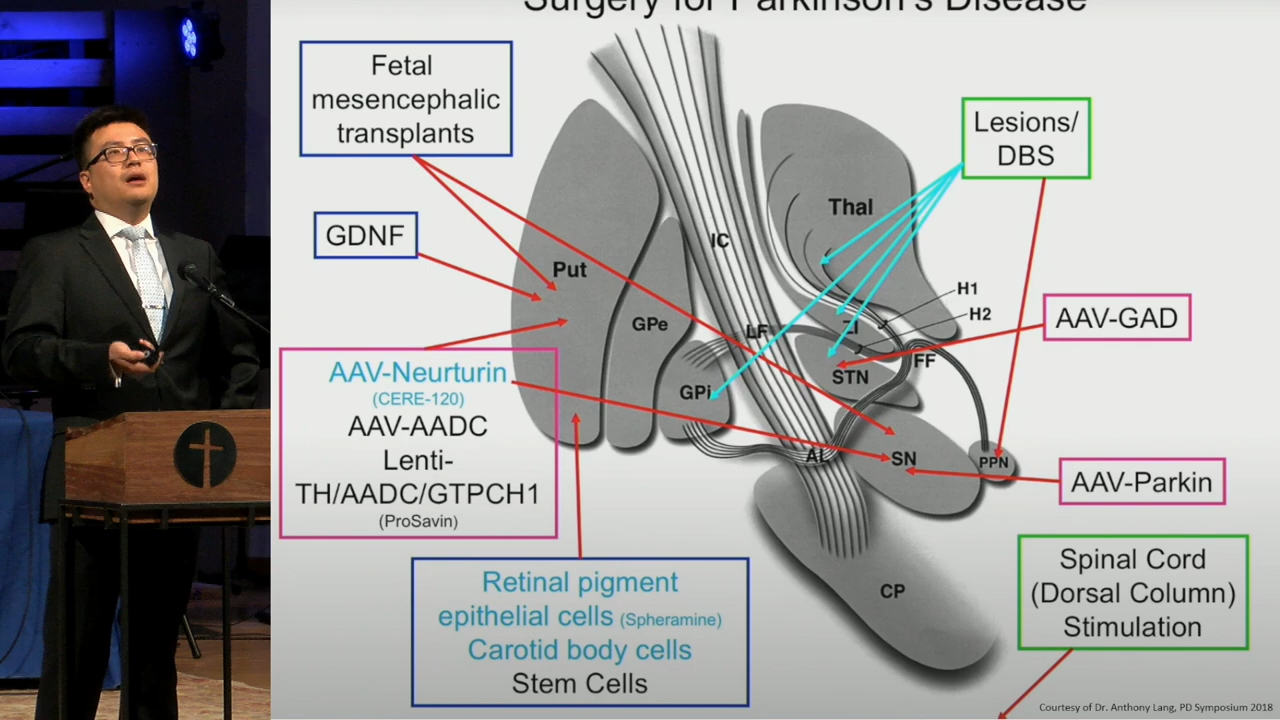 Surgery for Parkinson's Disease
Fetal
mesencephalic
transplants
GDNF
AAV-Neurturin
(CERE-120)
AAV-AADC
Lenti-
TH/AADC/GTPCH1
(ProSavin)
Retinal pigment
epithelial cells (Spheramine)
Carotid body cells
Stem Cells
Put
GPe
GPi
IC
LF
AL
Thal
ZI
H1
H2
FF
STN
SN
PPN
CP
Lesions/
DBS
AAV-GAD
AAV-Parkin
Spinal Cord
(Dorsal Column)
Stimulation
Courtesy of Dr. Anthony Lang, PD Symposium 2018